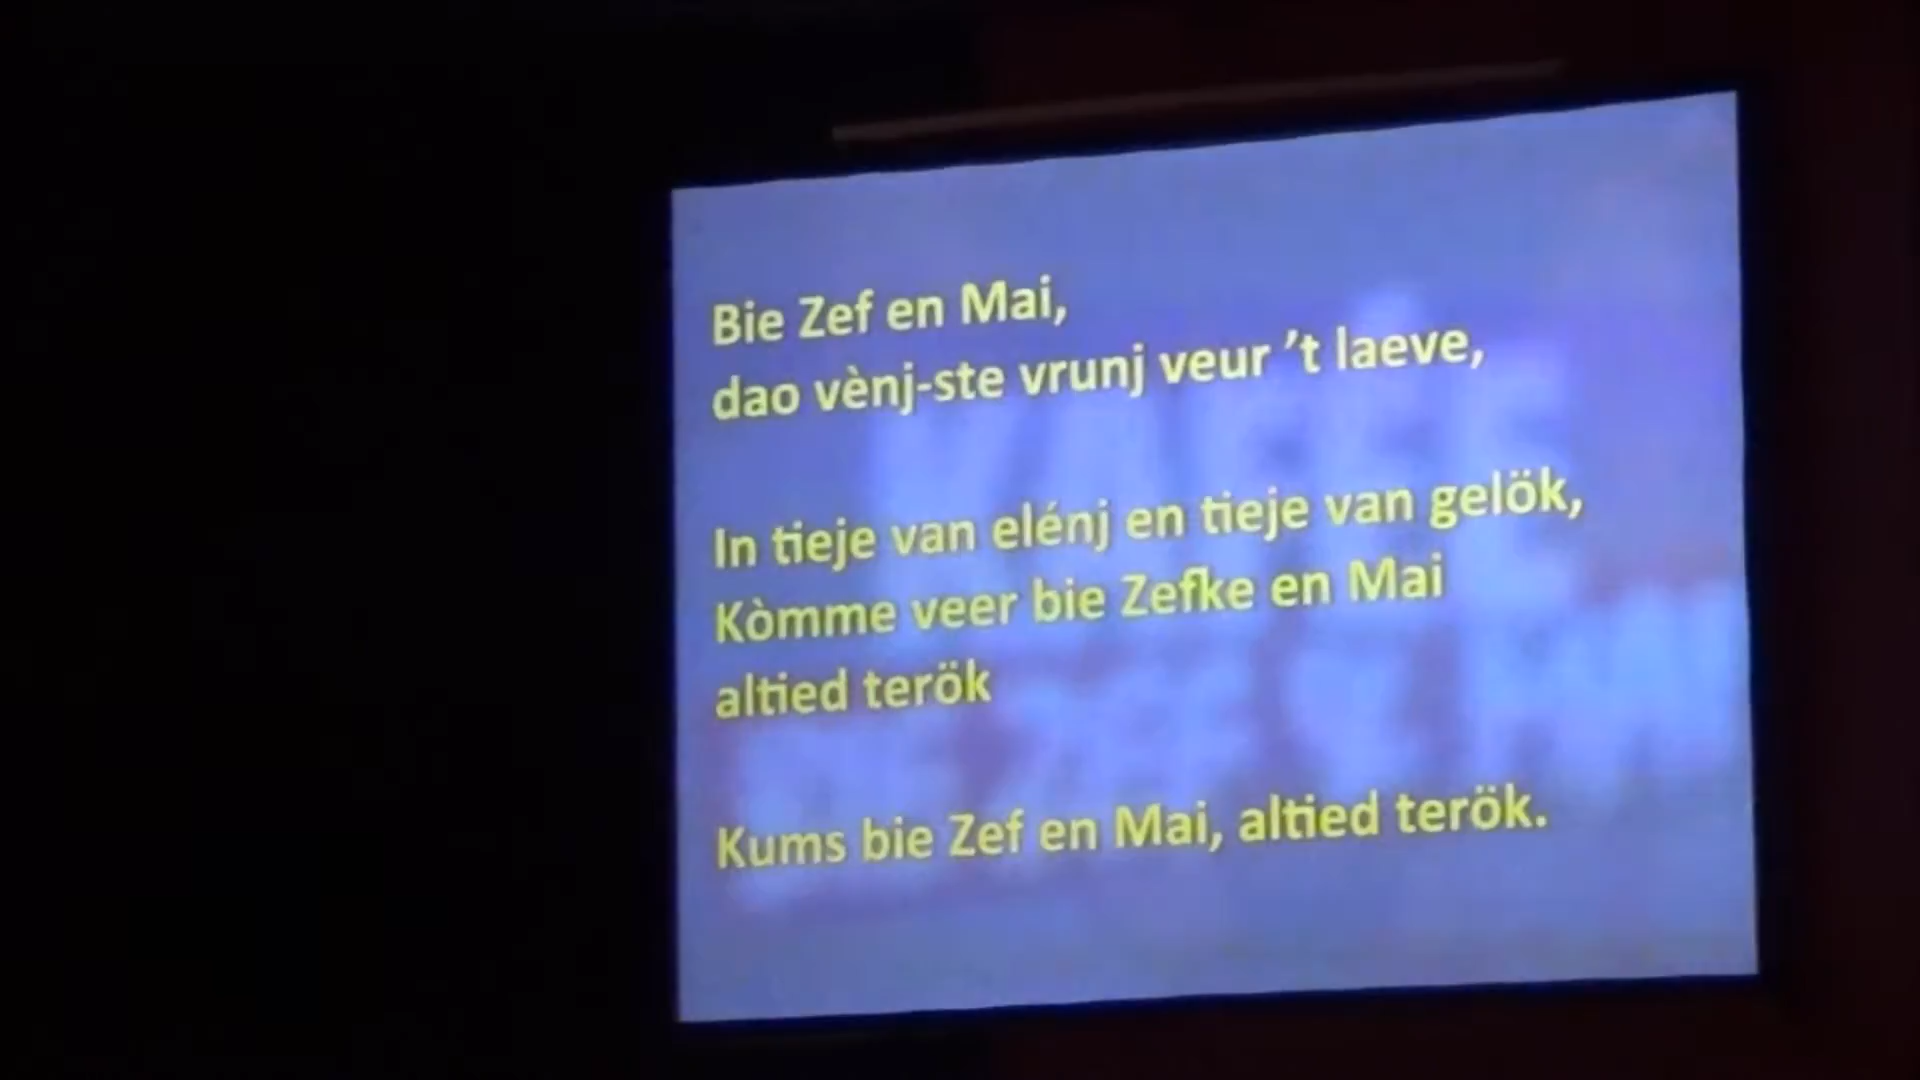 Bie Zef en Mai,
dao vènj-ste vrunj veur ’t laeve,
In tieje van elénj en tieje van gelök,
Kòmme veer bie Zefke en Mai
altied terök
Kums bie Zef en Mai, altied terök.